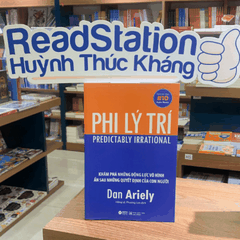 ReadStation
Huỳnh Thúc Kháng
PHI LÝ TRÍ
PREDICTABLY IRRATIONAL
KHÁM PHÁ NHỮNG ĐỘNG LỰC VÔ HÌNH
ẨN SAU NHỮNG QUYẾT ĐỊNH CỦA CON NGƯỜI
Dan Ariely